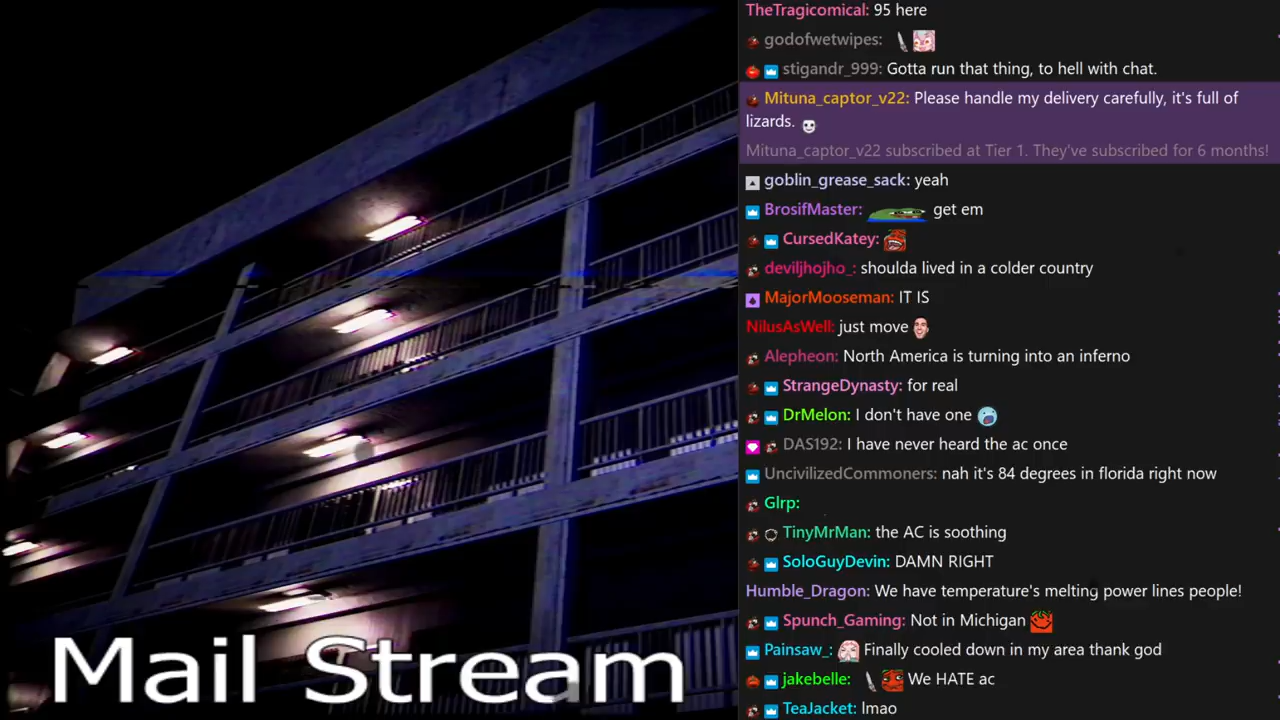 TheTragicomical: 95 here
godofwetwipes:
stigandr_999: Gotta run that thing, to hell with chat.
Mituna_captor_v22: Please handle my delivery carefully, it's full of
lizards.
Mituna_captor_v22 subscribed at Tier 1. They've subscribed for 6 months!
goblin_grease_sack: yeah
BrosifMaster: get em
CursedKatey:
deviljhojho_: shoulda lived in a colder country
MajorMooseman: IT IS
NilusAsWell: just move
Alepheon: North America is turning into an inferno
StrangeDynasty: for real
DrMelon: I don't have one
DAS192: I have never heard the ac once
UncivilizedCommoners: nah it's 84 degrees in florida right now
Glrp:
TinyMrMan: the AC is soothing
SoloGuyDevin: DAMN RIGHT
Humble_Dragon: We have temperature's melting power lines people!
Spunch_Gaming: Not in Michigan
Painsaw_: Finally cooled down in my area thank god
jakebelle: We HATE ac
TeaJacket: lmao
Mail Stream